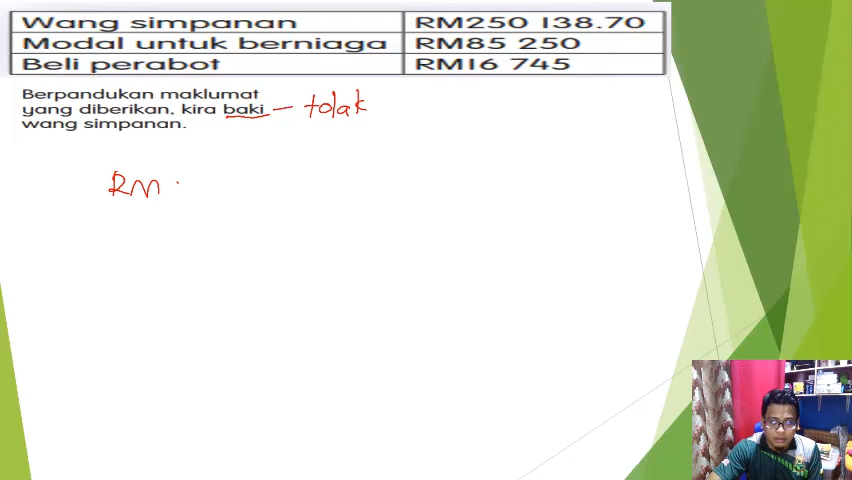 Wang simpanan RM250 138.70
Modal untuk berniaga RM85 250
Beli perabot RM16 745
Berpandukan maklumat
yang diberikan, kira baki – tolak
wang simpanan.
RM